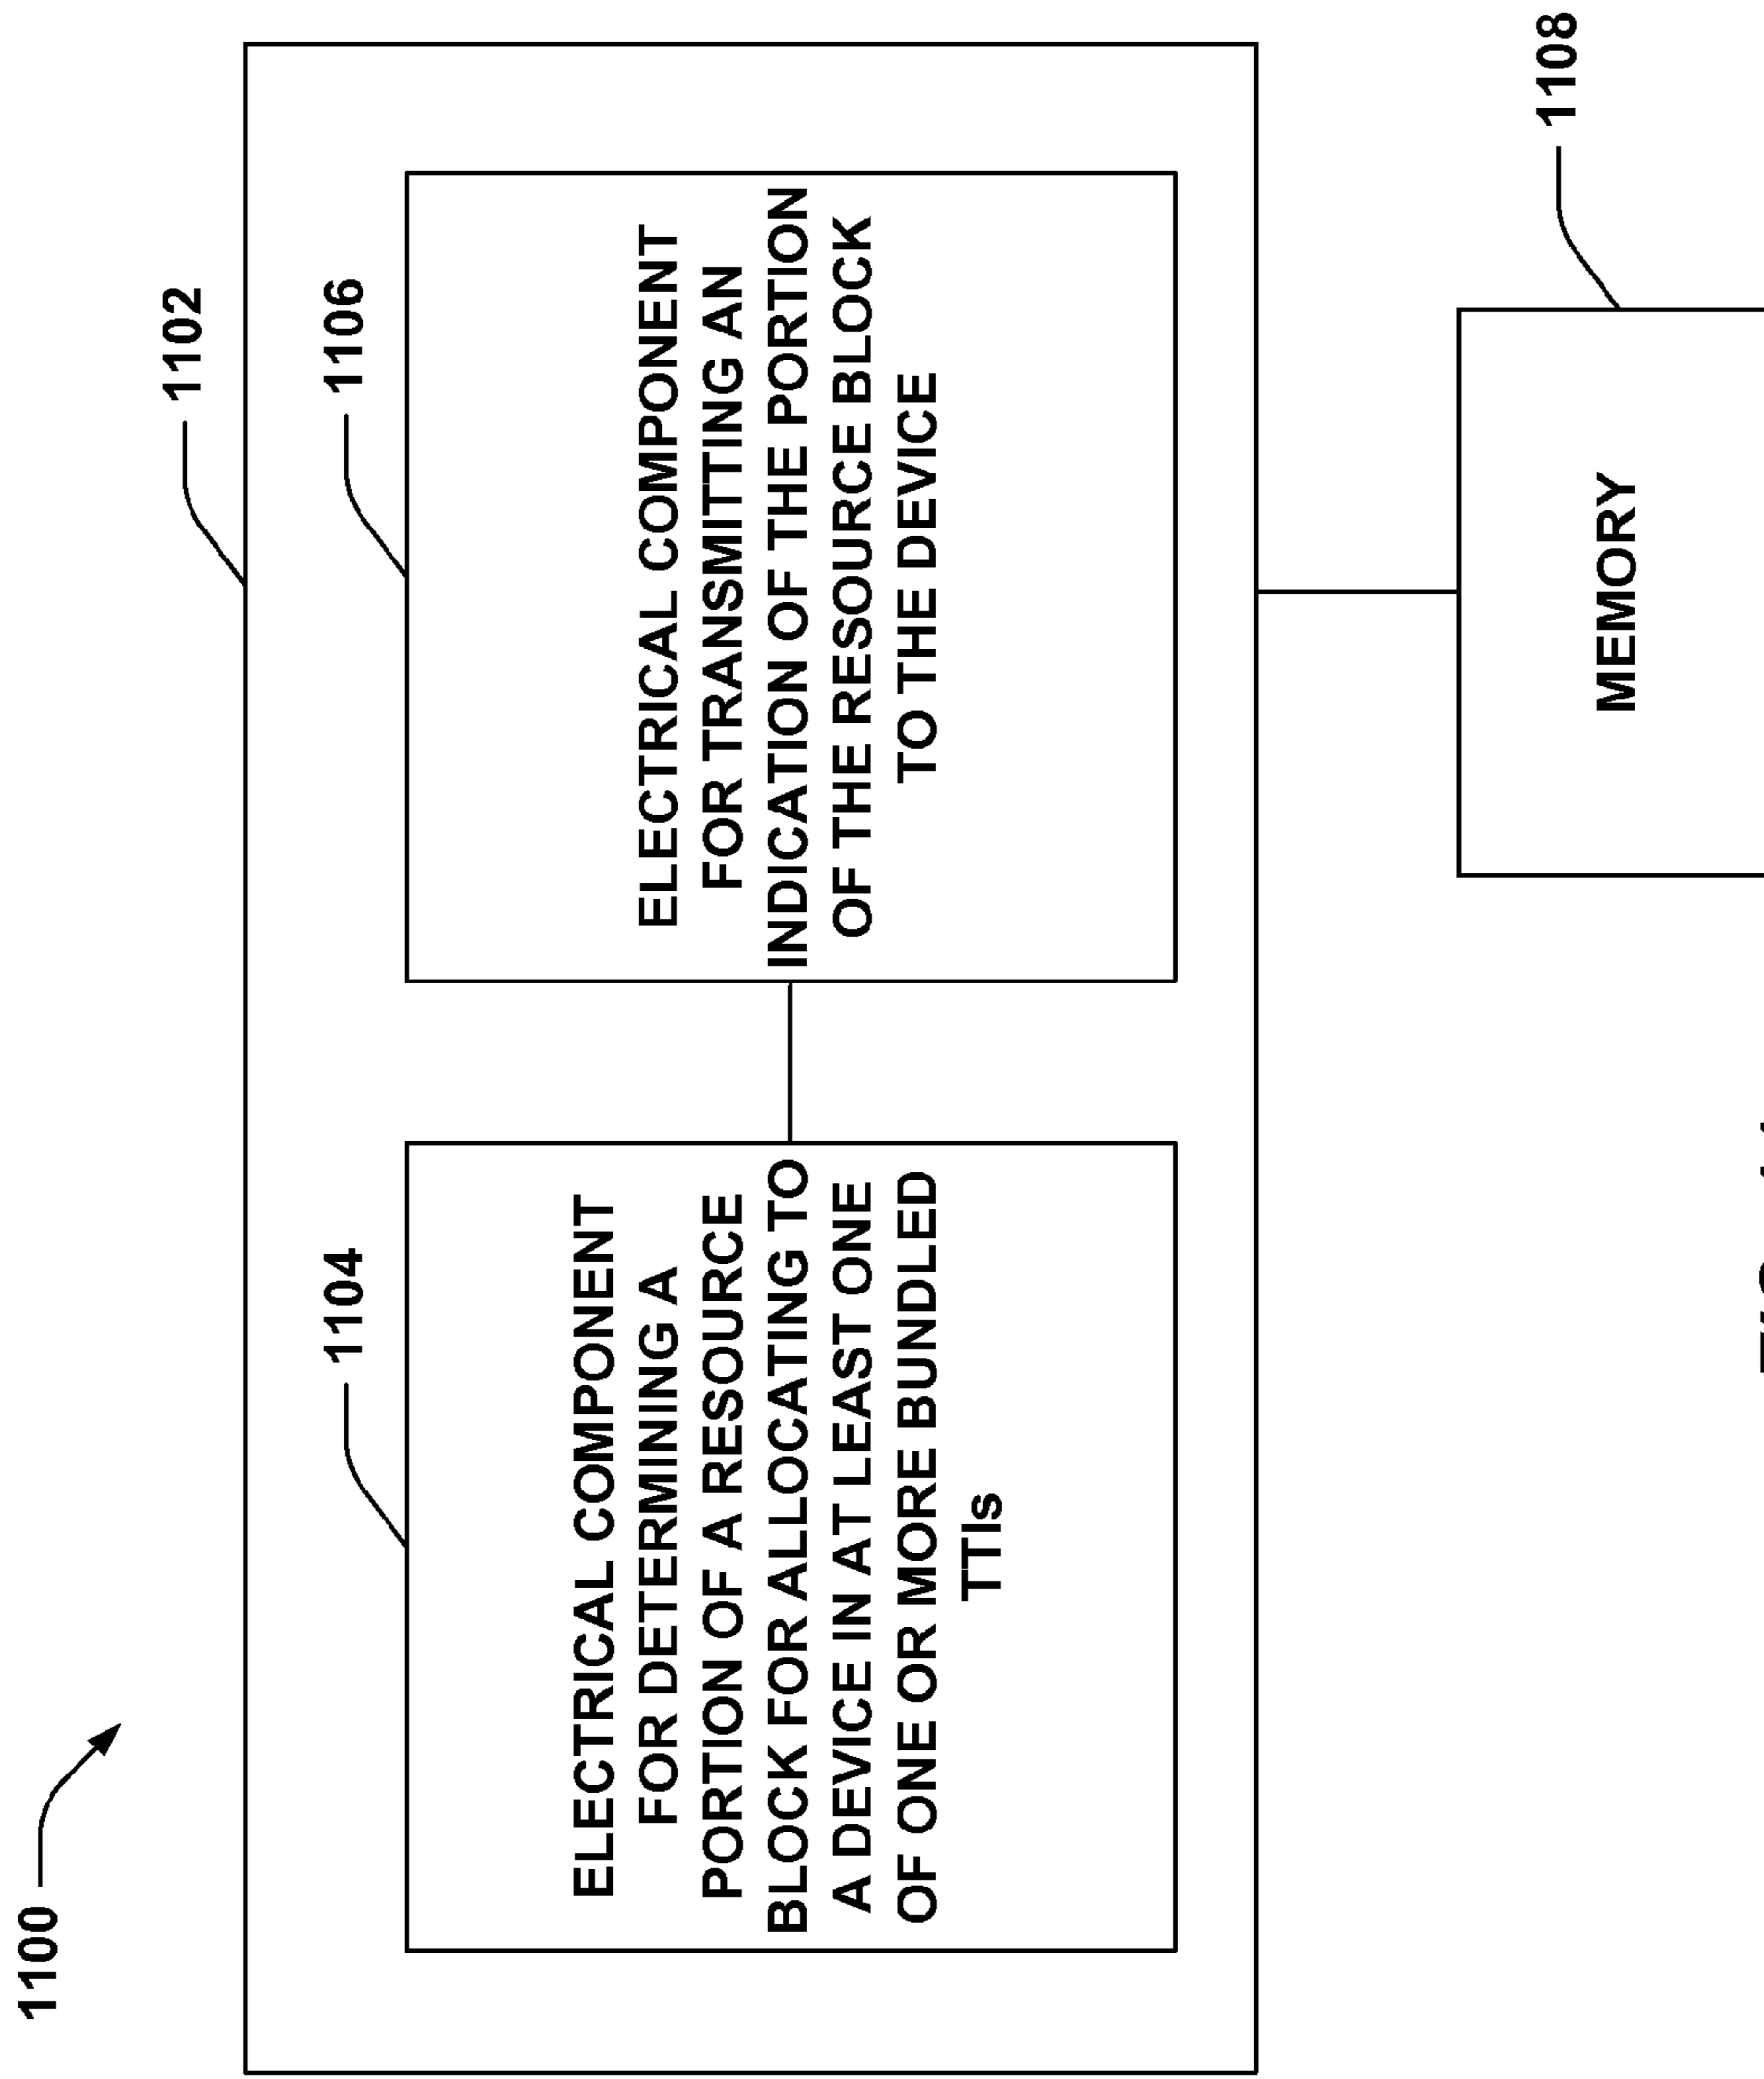 1100
1102
1104
ELECTRICAL COMPONENT
FOR DETERMINING A
PORTION OF A RESOURCE
BLOCK FOR ALLOCATING TO
A DEVICE IN AT LEAST ONE
OF ONE OR MORE BUNDLED
TTIs
1106
ELECTRICAL COMPONENT
FOR TRANSMITTING AN
INDICATION OF THE PORTION
OF THE RESOURCE BLOCK
TO THE DEVICE
1108
MEMORY